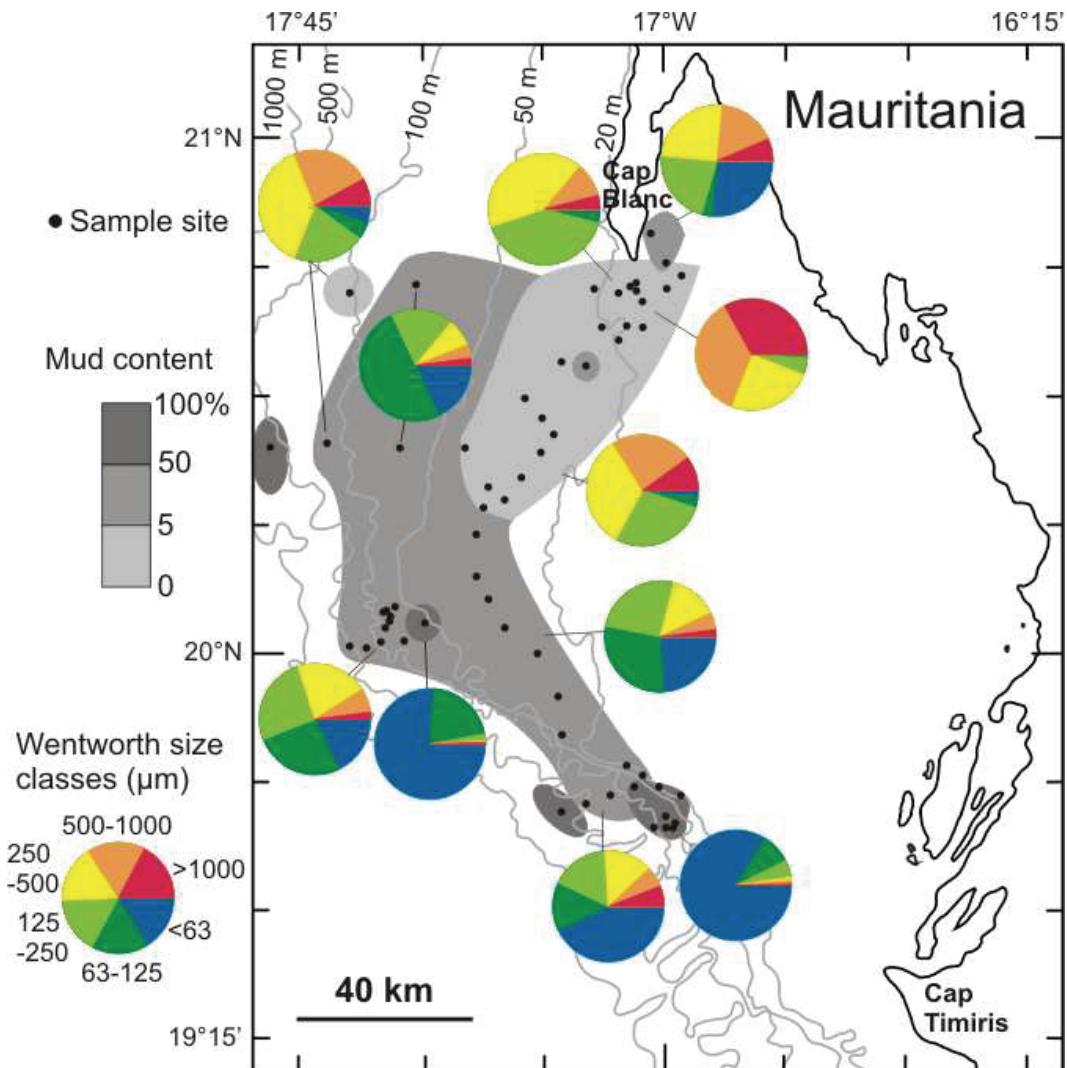 17°45’
17°W
16°15’
1000 m
500 m
100 m
50 m
20 m
Mauritania
21°N
Cap
Blanc
Sample site
Mud content
100%
50
5
0
20°N
Wentworth size
classes (µm)
500-1000
250
-500
>1000
125
-250
<63
63-125
40 km
Cap
Timiris
19°15’